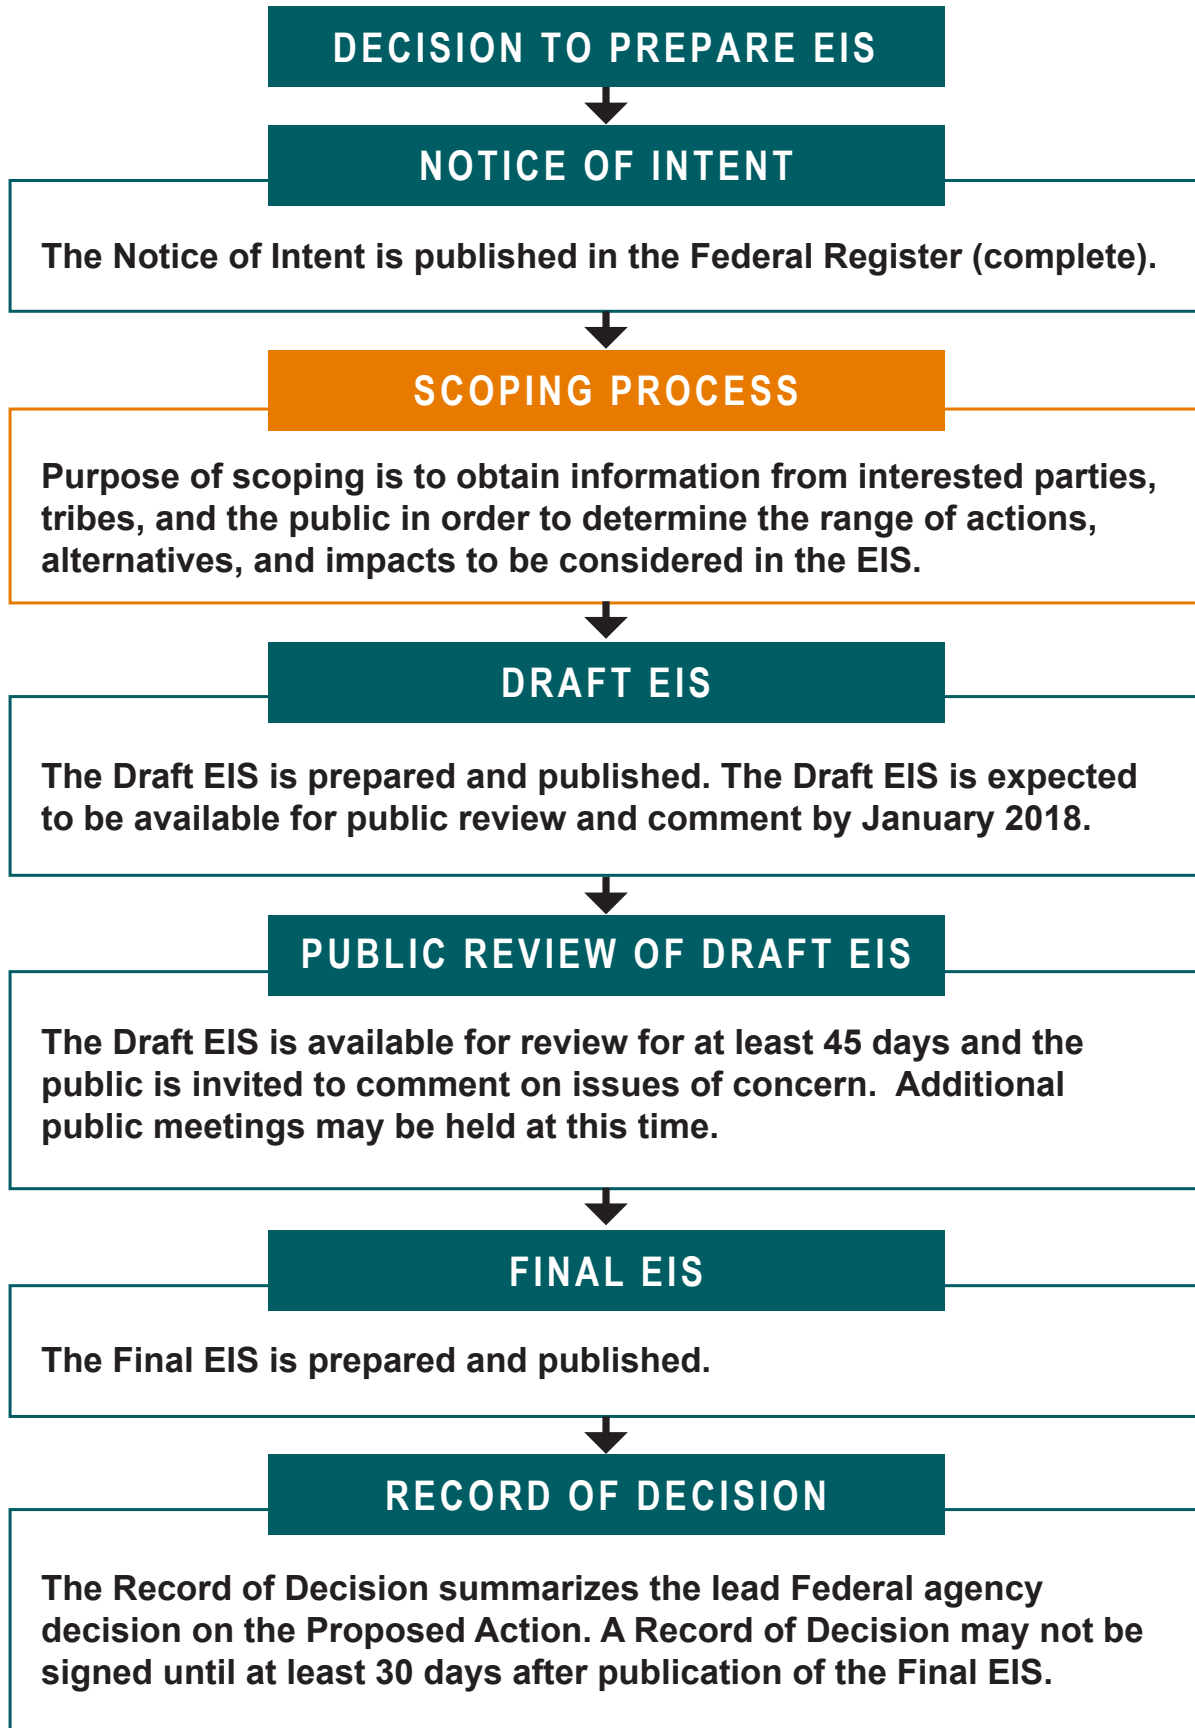 DECISION TO PREPARE EIS
NOTICE OF INTENT
The Notice of Intent is published in the Federal Register (complete).
SCOPING PROCESS
Purpose of scoping is to obtain information from interested parties,
tribes, and the public in order to determine the range of actions,
alternatives, and impacts to be considered in the EIS.
DRAFT EIS
The Draft EIS is prepared and published. The Draft EIS is expected
to be available for public review and comment by January 2018.
PUBLIC REVIEW OF DRAFT EIS
The Draft EIS is available for review for at least 45 days and the
public is invited to comment on issues of concern.  Additional
public meetings may be held at this time.
FINAL EIS
The Final EIS is prepared and published.
RECORD OF DECISION
The Record of Decision summarizes the lead Federal agency
decision on the Proposed Action. A Record of Decision may not be
signed until at least 30 days after publication of the Final EIS.